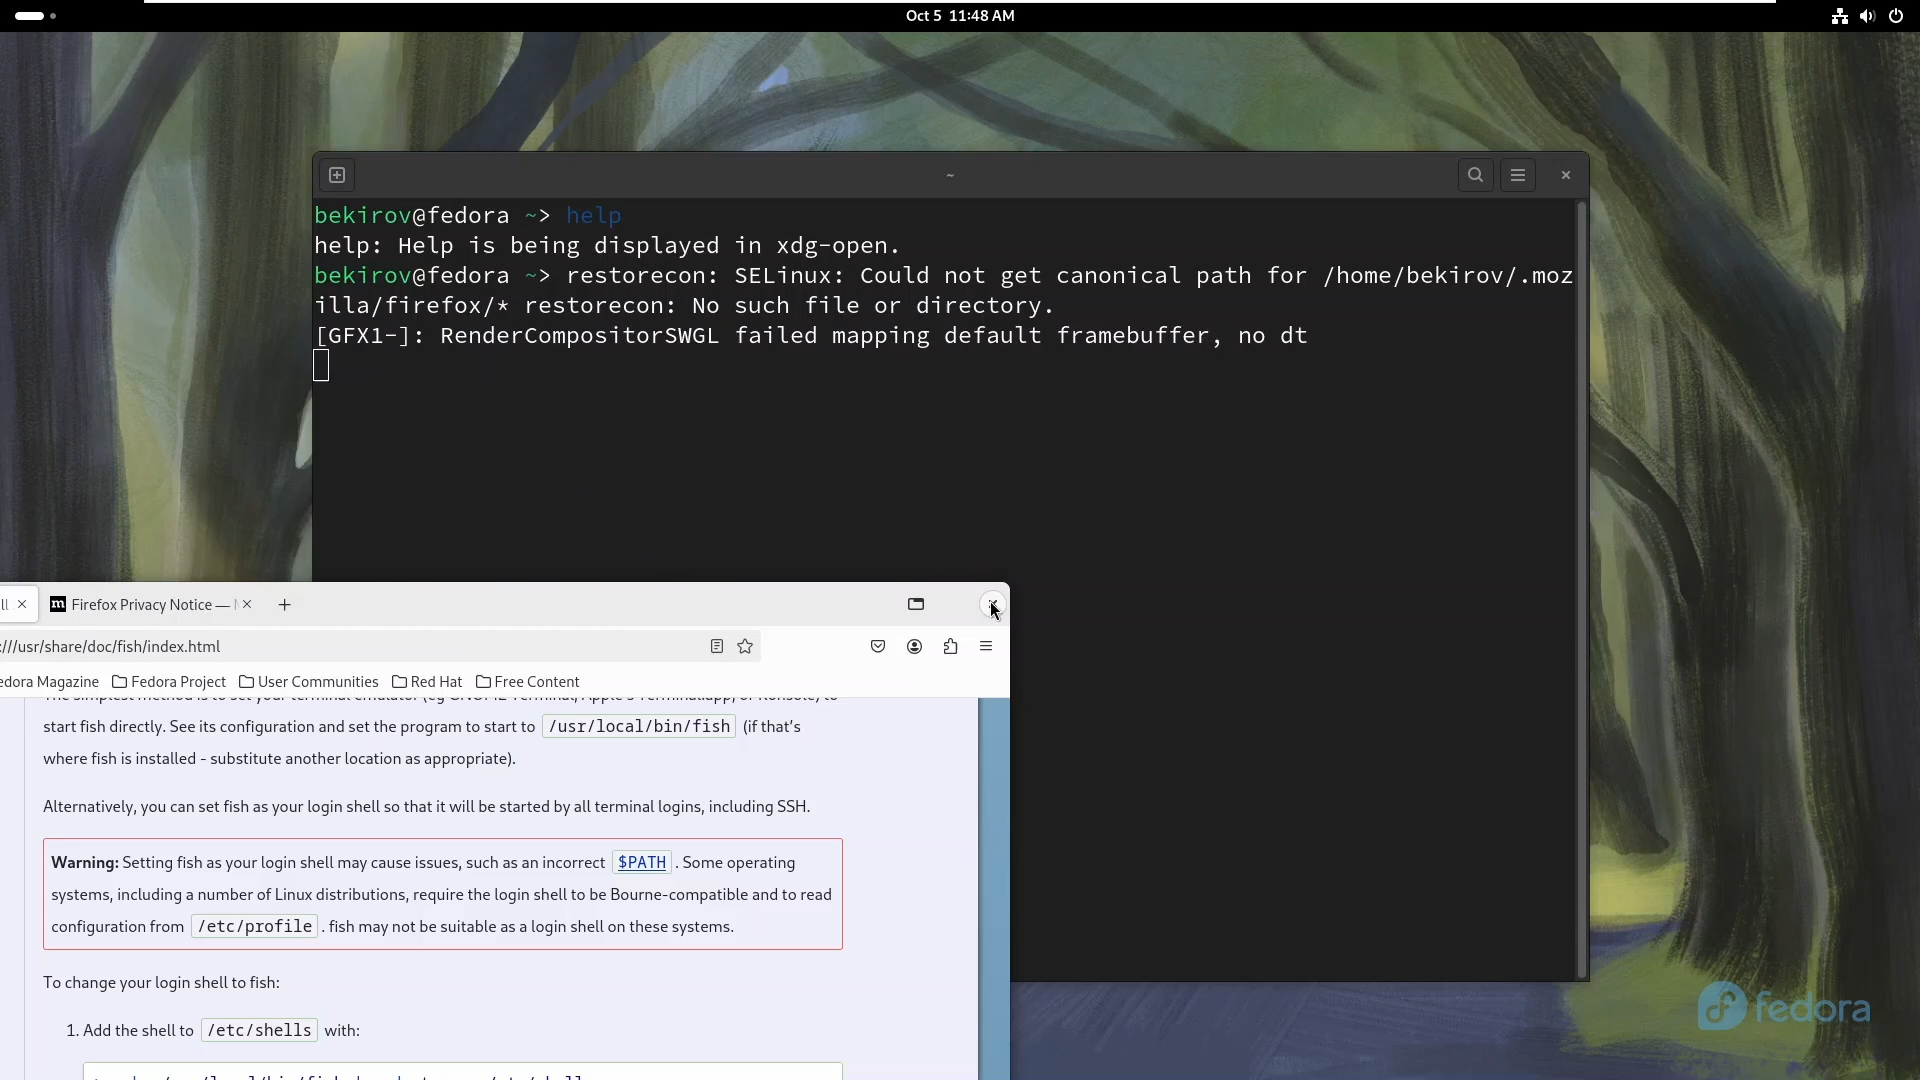 Oct 5 11:48 AM
~
bekirov@fedora ~> help
help: Help is being displayed in xdg-open.
bekirov@fedora ~> restorecon: SELinux: Could not get canonical path for /home/bekirov/.moz
illa/firefox/* restorecon: No such file or directory.
[GFX1-]: RenderCompositorSWGL failed mapping default framebuffer, no dt
ll
m Firefox Privacy Notice —
:///usr/share/doc/fish/index.html
edora Magazine Fedora Project User Communities Red Hat Free Content
start fish directly. See its configuration and set the program to start to /usr/local/bin/fish (if that's
where fish is installed - substitute another location as appropriate).
Alternatively, you can set fish as your login shell so that it will be started by all terminal logins, including SSH.
Warning: Setting fish as your login shell may cause issues, such as an incorrect $PATH. Some operating
systems, including a number of Linux distributions, require the login shell to be Bourne-compatible and to read
configuration from /etc/profile. fish may not be suitable as a login shell on these systems.
To change your login shell to fish:
1. Add the shell to /etc/shells with:
fedora